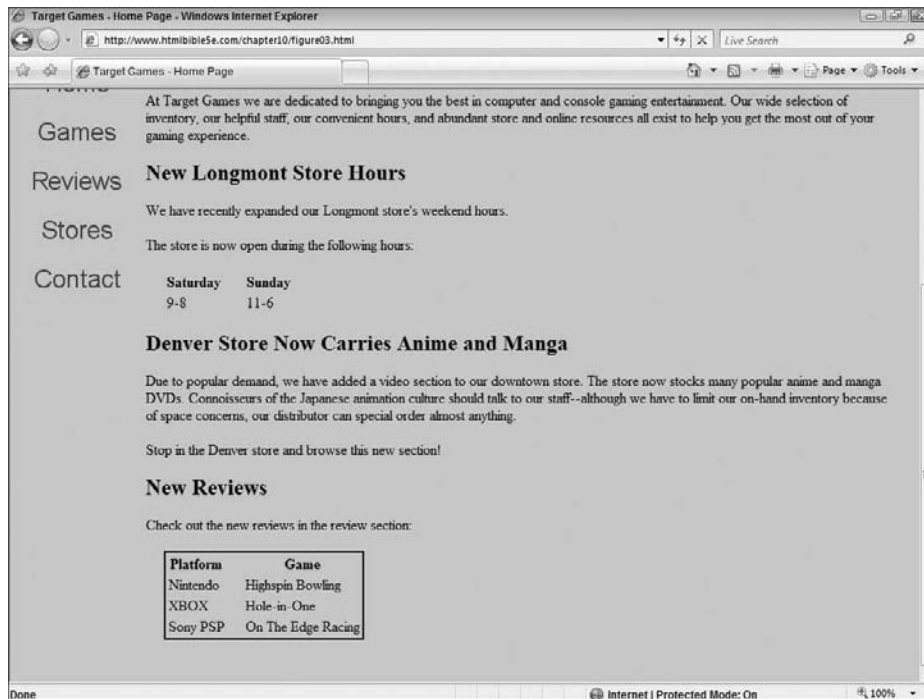 Target Games - Home Page - Windows Internet Explorer
http://www.htmlbible5e.com/chapter10/figure03.html
Live Search
Target Games - Home Page
Page
Tools
Home
At Target Games we are dedicated to bringing you the best in computer and console gaming entertainment. Our wide selection of
inventory, our helpful staff, our convenient hours, and abundant store and online resources all exist to help you get the most out of your
gaming experience.
Games
Reviews
Stores
Contact
New Longmont Store Hours
We have recently expanded our Longmont store's weekend hours.
The store is now open during the following hours:
Saturday Sunday
9-8 11-6
Denver Store Now Carries Anime and Manga
Due to popular demand, we have added a video section to our downtown store. The store now stocks many popular anime and manga
DVDs. Connoisseurs of the Japanese animation culture should talk to our staff--although we have to limit our on-hand inventory because
of space concerns, our distributor can special order almost anything.
Stop in the Denver store and browse this new section!
New Reviews
Check out the new reviews in the review section:
Platform Game
Nintendo Highspin Bowling
XBOX Hole-in-One
Sony PSP On The Edge Racing
Done
Internet | Protected Mode: On
100%